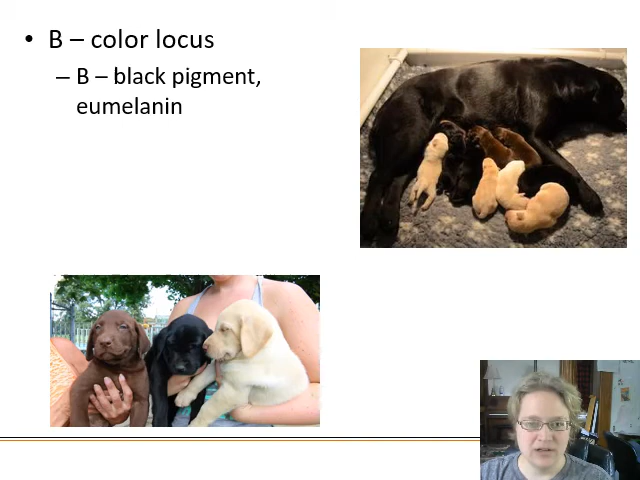 • B – color locus
– B – black pigment,
eumelanin